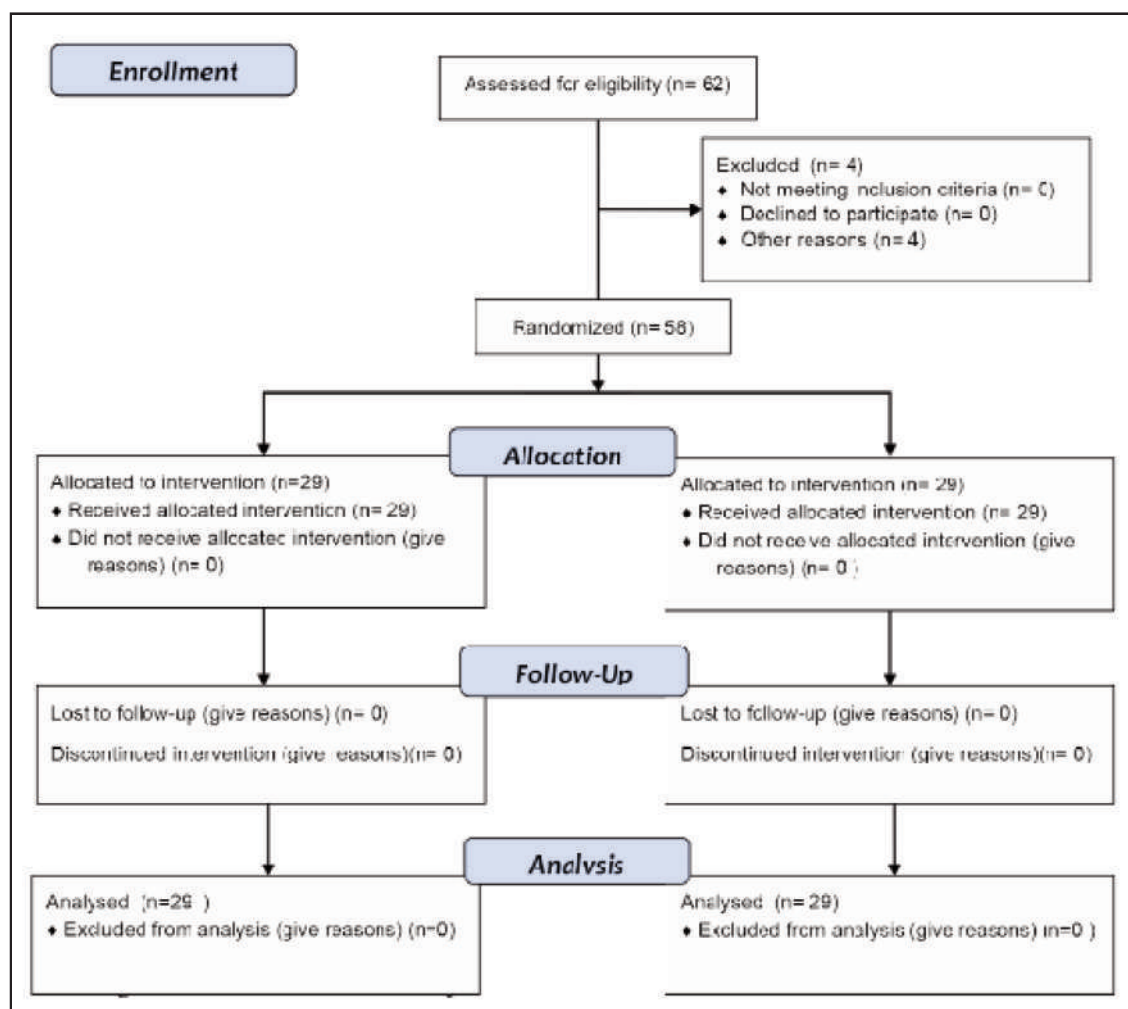 Enrollment
Assessed for eligibility (n= 62)
Excluded (n= 4)
♦ Not meeting inclusion criteria (n= 0)
♦ Declined to participate (n= 0)
♦ Other reasons (n= 4)
Randomized (n= 58)
Allocation
Allocated to intervention (n=29)
♦ Received allocated intervention (n= 29)
♦ Did not receive allocated intervention (give
reasons) (n= 0)
Allocated to intervention (n= 29)
♦ Received allocated intervention (n= 29)
♦ Did not receive allocated intervention (give
reasons) (n= 0 )
Follow-Up
Lost to follow-up (give reasons) (n= 0)
Discontinued intervention (give reasons)(n= 0)
Lost to follow-up (give reasons) (n= 0)
Discontinued intervention (give reasons)(n= 0)
Analysis
Analysed (n=29 )
♦ Excluded from analysis (give reasons) (n=0)
Analysed (n= 29)
♦ Excluded from analysis (give reasons) (n=0 )